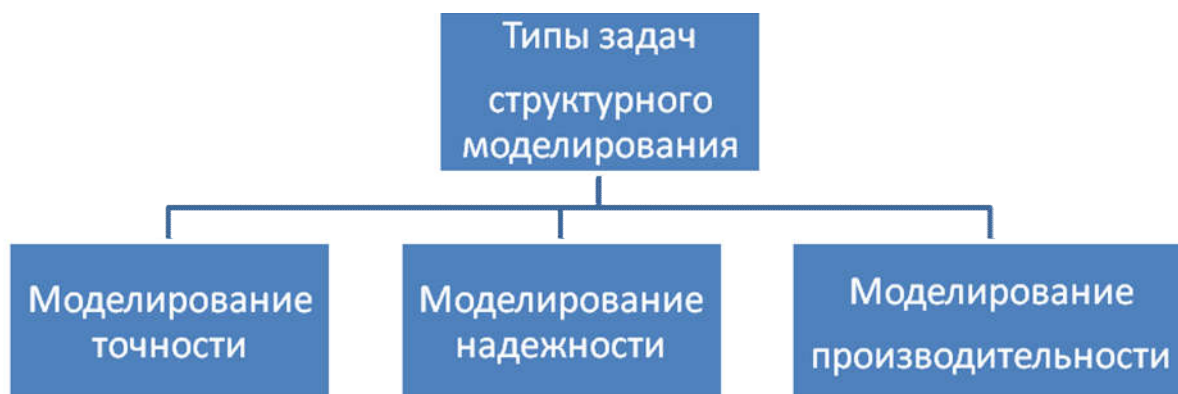 Типы задач
структурного
моделирования
Моделирование
точности
Моделирование
надежности
Моделирование
производительности